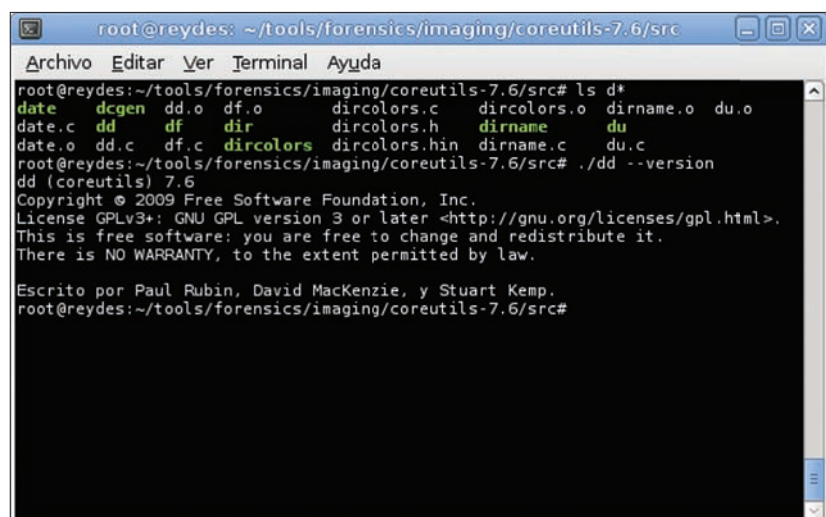 root@reydes: ~/tools/forensics/imaging/coreutils-7.6/src
Archivo Editar Ver Terminal Ayuda
root@reydes:~/tools/forensics/imaging/coreutils-7.6/src# ls d*
date dcgen dd.o df.o dircolors.c dircolors.o dirname.o du.o
date.c dd df dir dircolors.h dirname du
date.o dd.c df.c dircolors dircolors.hin dirname.c du.c
root@reydes:~/tools/forensics/imaging/coreutils-7.6/src# ./dd --version
dd (coreutils) 7.6
Copyright © 2009 Free Software Foundation, Inc.
License GPLv3+: GNU GPL version 3 or later <http://gnu.org/licenses/gpl.html>.
This is free software: you are free to change and redistribute it.
There is NO WARRANTY, to the extent permitted by law.
Escrito por Paul Rubin, David MacKenzie, y Stuart Kemp.
root@reydes:~/tools/forensics/imaging/coreutils-7.6/src#